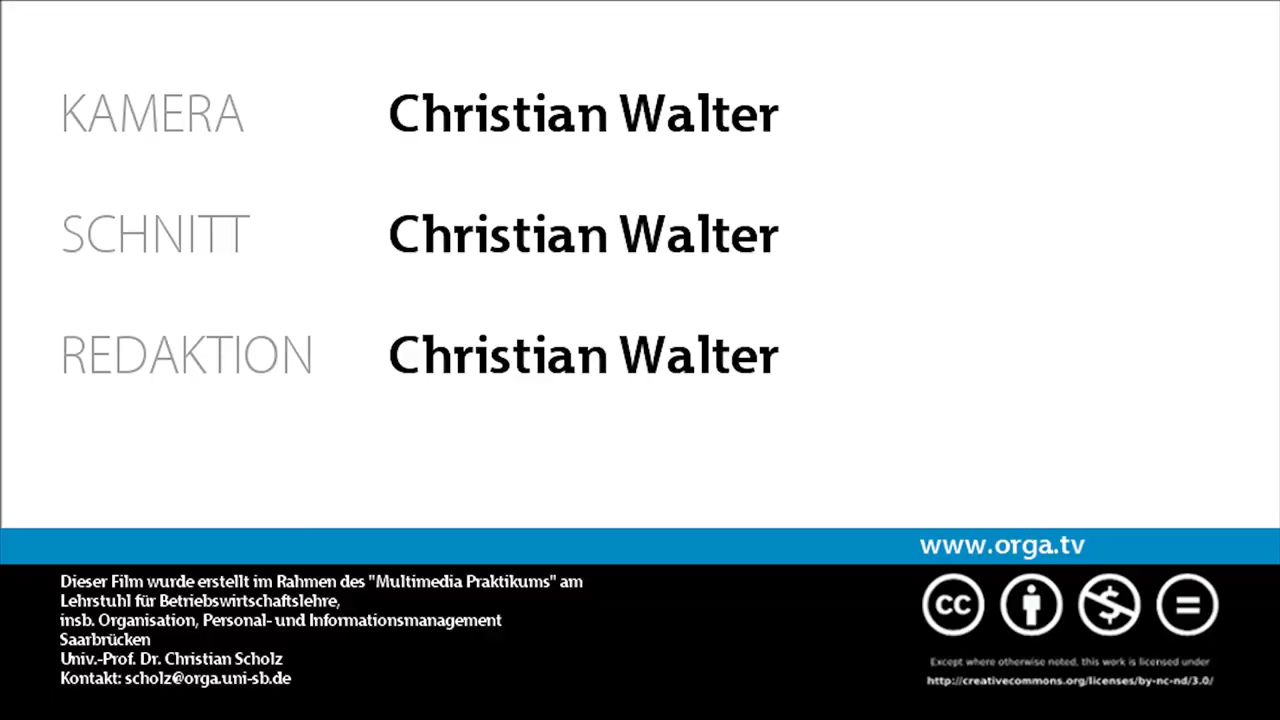 KAMERA Christian Walter
SCHNITT Christian Walter
REDAKTION Christian Walter
www.orga.tv
Dieser Film wurde erstellt im Rahmen des "Multimedia Praktikums" am
Lehrstuhl für Betriebswirtschaftslehre,
insb. Organisation, Personal- und Informationsmanagement
Saarbrücken
Univ.-Prof. Dr. Christian Scholz
Kontakt: scholz@orga.uni-sb.de
cc
Except where otherwise noted, this work is licensed under
http://creativecommons.org/licenses/by-nc-nd/3.0/